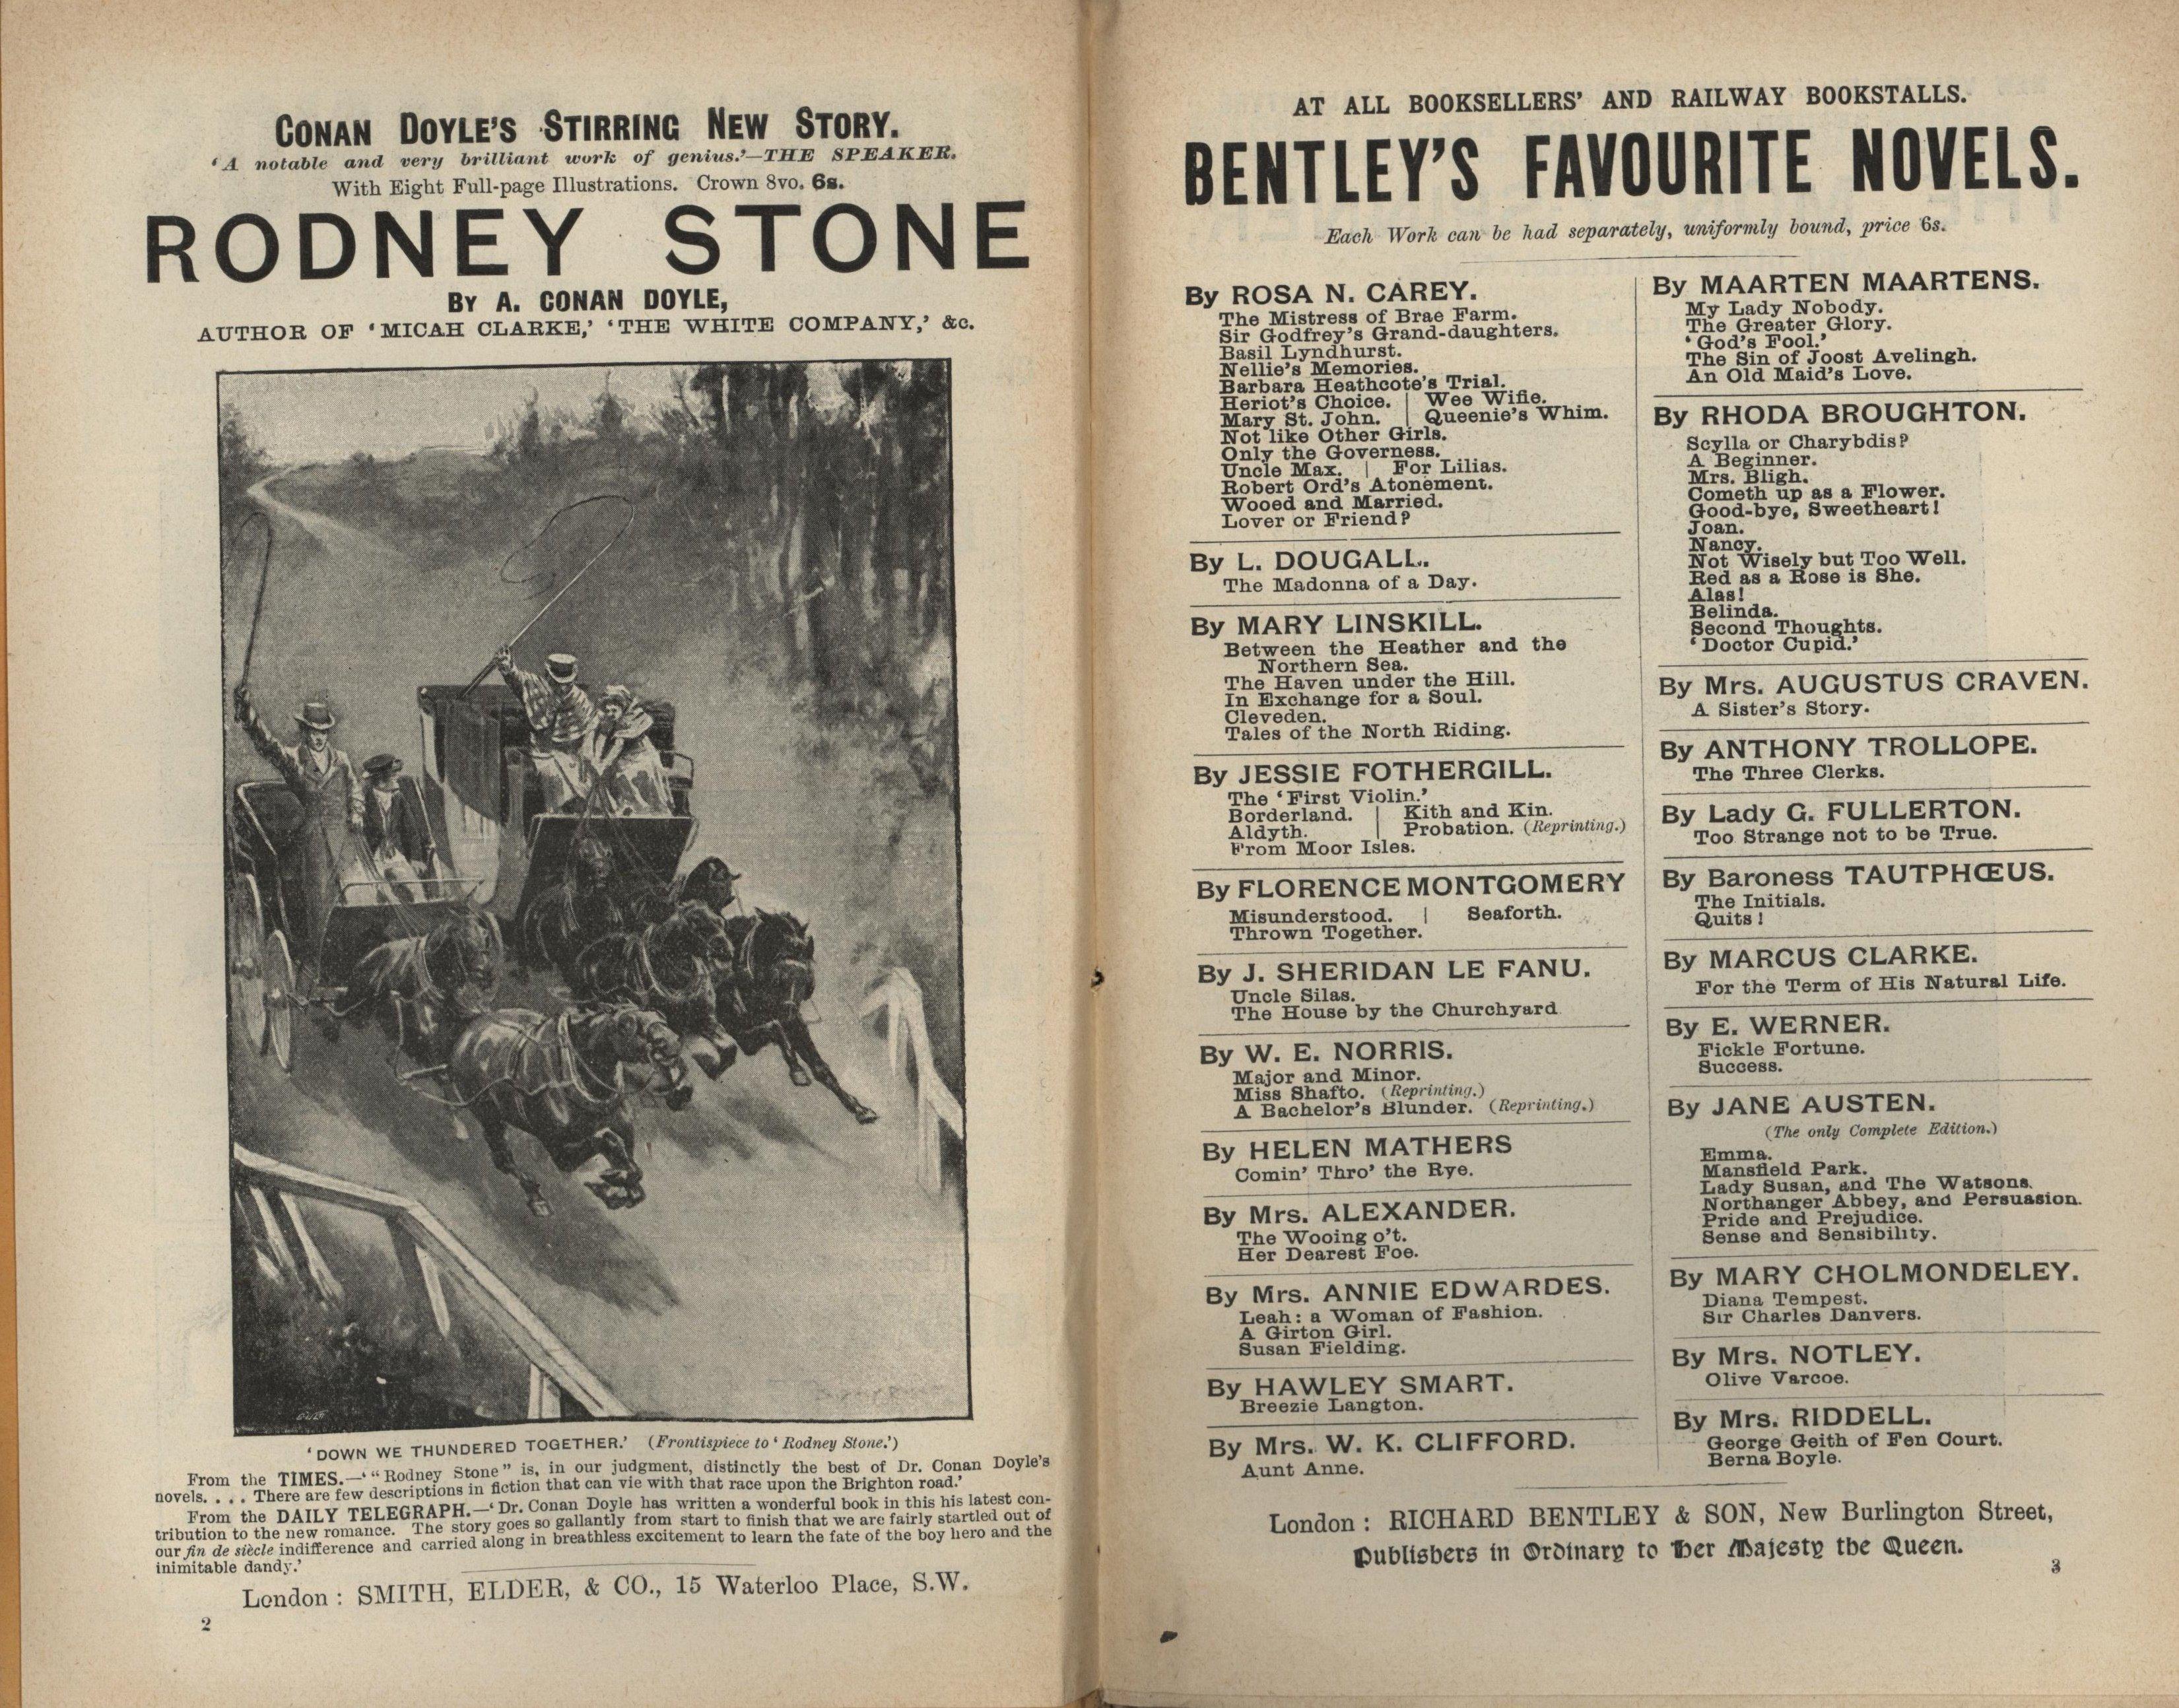 CONAN DOYLE'S STIRRING NEW STORY.
'A notable and very brilliant work of genius.'—THE SPEAKER.
With Eight Full-page Illustrations. Crown 8vo. 6s.
RODNEY STONE
BY A. CONAN DOYLE,
AUTHOR OF 'MICAH CLARKE,' 'THE WHITE COMPANY,' &c.
'DOWN WE THUNDERED TOGETHER.' (Frontispiece to 'Rodney Stone.')
From the TIMES.—'"Rodney Stone" is, in our judgment, distinctly the best of Dr. Conan Doyle's
novels. . . . There are few descriptions in fiction that can vie with that race upon the Brighton road.'
From the DAILY TELEGRAPH.—'Dr. Conan Doyle has written a wonderful book in this his latest con-
tribution to the new romance. The story goes so gallantly from start to finish that we are fairly startled out of
our fin de siècle indifference and carried along in breathless excitement to learn the fate of the boy hero and the
inimitable dandy.'
London: SMITH, ELDER, & CO., 15 Waterloo Place, S.W.
2
AT ALL BOOKSELLERS' AND RAILWAY BOOKSTALLS.
BENTLEY'S FAVOURITE NOVELS.
Each Work can be had separately, uniformly bound, price 6s.
By ROSA N. CAREY.
The Mistress of Brae Farm.
Sir Godfrey's Grand-daughters.
Basil Lyndhurst.
Nellie's Memories.
Barbara Heathcote's Trial.
Heriot's Choice. | Wee Wifie.
Mary St. John. | Queenie's Whim.
Not like Other Girls.
Only the Governess.
Uncle Max. | For Lilias.
Robert Ord's Atonement.
Wooed and Married.
Lover or Friend?
By L. DOUGALL.
The Madonna of a Day.
By MARY LINSKILL.
Between the Heather and the
Northern Sea.
The Haven under the Hill.
In Exchange for a Soul.
Cleveden.
Tales of the North Riding.
By JESSIE FOTHERGILL.
The 'First Violin.'
Borderland. | Kith and Kin.
Aldyth. | Probation. (Reprinting.)
From Moor Isles.
By FLORENCE MONTGOMERY
Misunderstood. | Seaforth.
Thrown Together.
By J. SHERIDAN LE FANU.
Uncle Silas.
The House by the Churchyard
By W. E. NORRIS.
Major and Minor.
Miss Shafto. (Reprinting.)
A Bachelor's Blunder. (Reprinting.)
By HELEN MATHERS
Comin' Thro' the Rye.
By Mrs. ALEXANDER.
The Wooing o't.
Her Dearest Foe.
By Mrs. ANNIE EDWARDES.
Leah: a Woman of Fashion.
A Girton Girl.
Susan Fielding.
By HAWLEY SMART.
Breezie Langton.
By Mrs. W. K. CLIFFORD.
Aunt Anne.
By MAARTEN MAARTENS.
My Lady Nobody.
The Greater Glory.
'God's Fool.'
The Sin of Joost Avelingh.
An Old Maid's Love.
By RHODA BROUGHTON.
Scylla or Charybdis?
A Beginner.
Mrs. Bligh.
Cometh up as a Flower.
Good-bye, Sweetheart!
Joan.
Nancy.
Not Wisely but Too Well.
Red as a Rose is She.
Alas!
Belinda.
Second Thoughts.
'Doctor Cupid.'
By Mrs. AUGUSTUS CRAVEN.
A Sister's Story.
By ANTHONY TROLLOPE.
The Three Clerks.
By Lady G. FULLERTON.
Too Strange not to be True.
By Baroness TAUTPHŒUS.
The Initials.
Quits!
By MARCUS CLARKE.
For the Term of His Natural Life.
By E. WERNER.
Fickle Fortune.
Success.
By JANE AUSTEN.
(The only Complete Edition.)
Emma.
Mansfield Park.
Lady Susan, and The Watsons.
Northanger Abbey, and Persuasion.
Pride and Prejudice.
Sense and Sensibility.
By MARY CHOLMONDELEY.
Diana Tempest.
Sir Charles Danvers.
By Mrs. NOTLEY.
Olive Varcoe.
By Mrs. RIDDELL.
George Geith of Fen Court.
Berna Boyle.
London: RICHARD BENTLEY & SON, New Burlington Street,
Publishers in Ordinary to Her Majesty the Queen.
3